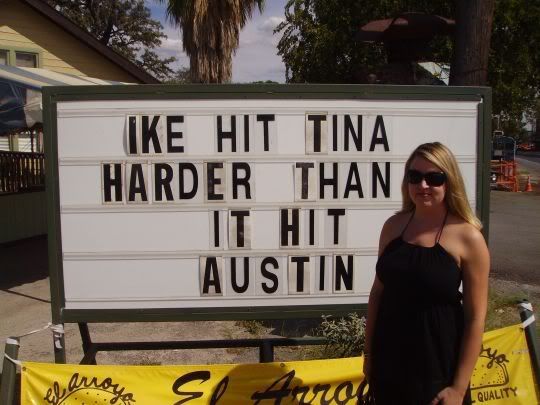 IKE HIT TINA
HARDER THAN
IT HIT
AUSTIN
El Arroyo
El Arroyo
QUALITY